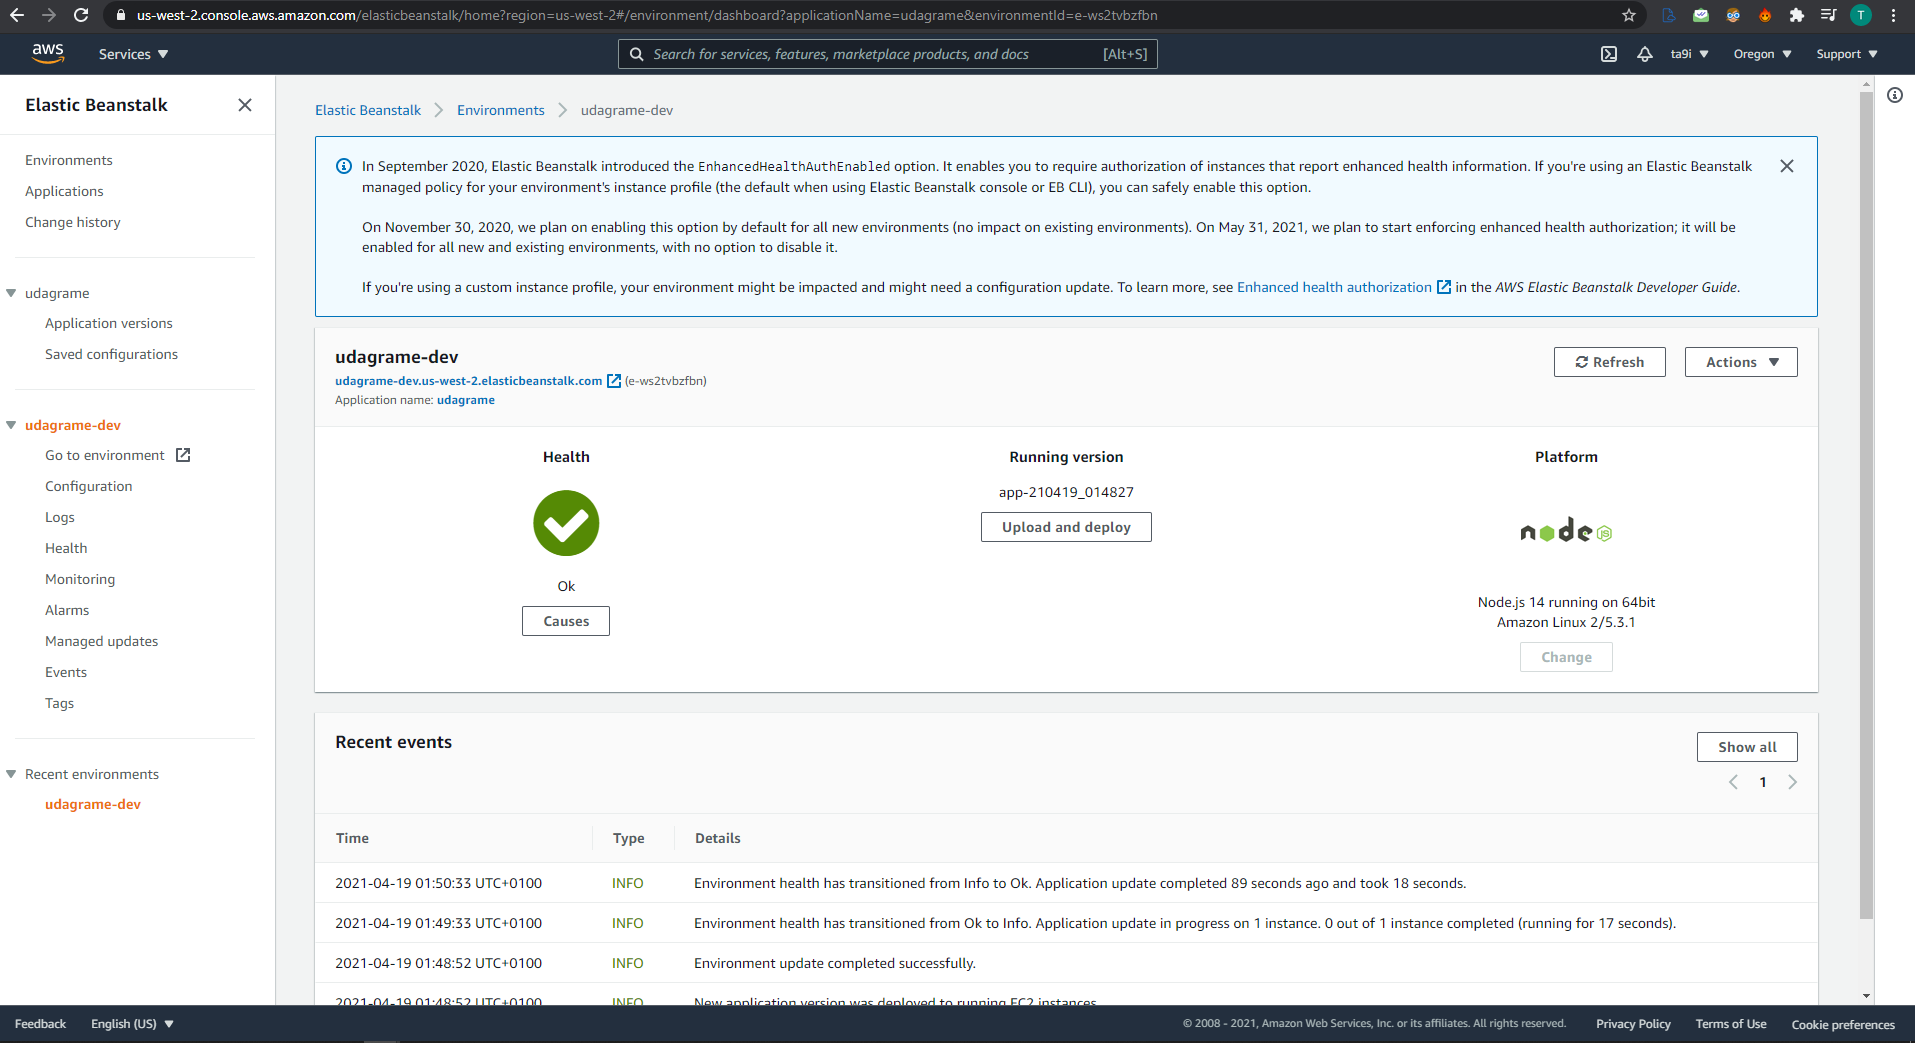 us-west-2.console.aws.amazon.com/elasticbeanstalk/home?region=us-west-2#/environment/dashboard?applicationName=udagrame&environmentId=e-ws2tvbzfbn
T
aws
Services
Search for services, features, marketplace products, and docs [Alt+S]
ta9i
Oregon
Support
Elastic Beanstalk
Environments
Applications
Change history
udagrame
Application versions
Saved configurations
udagrame-dev
Go to environment
Configuration
Logs
Health
Monitoring
Alarms
Managed updates
Events
Tags
Recent environments
udagrame-dev
Elastic Beanstalk > Environments > udagrame-dev
In September 2020, Elastic Beanstalk introduced the EnhancedHealthAuthEnabled option. It enables you to require authorization of instances that report enhanced health information. If you're using an Elastic Beanstalk
managed policy for your environment's instance profile (the default when using Elastic Beanstalk console or EB CLI), you can safely enable this option.
On November 30, 2020, we plan on enabling this option by default for all new environments (no impact on existing environments). On May 31, 2021, we plan to start enforcing enhanced health authorization; it will be
enabled for all new and existing environments, with no option to disable it.
If you're using a custom instance profile, your environment might be impacted and might need a configuration update. To learn more, see Enhanced health authorization in the AWS Elastic Beanstalk Developer Guide.
udagrame-dev
udagrame-dev.us-west-2.elasticbeanstalk.com (e-ws2tvbzfbn)
Application name: udagrame
Refresh
Actions
Health
Ok
Causes
Running version
app-210419_014827
Upload and deploy
Platform
node JS
Node.js 14 running on 64bit
Amazon Linux 2/5.3.1
Change
Recent events
Show all
1
Time Type Details
2021-04-19 01:50:33 UTC+0100 INFO Environment health has transitioned from Info to Ok. Application update completed 89 seconds ago and took 18 seconds.
2021-04-19 01:49:33 UTC+0100 INFO Environment health has transitioned from Ok to Info. Application update in progress on 1 instance. 0 out of 1 instance completed (running for 17 seconds).
2021-04-19 01:48:52 UTC+0100 INFO Environment update completed successfully.
2021-04-19 01:48:52 UTC+0100 INFO New application version was deployed to running EC2 instances.
Feedback
English (US)
© 2008 - 2021, Amazon Web Services, Inc. or its affiliates. All rights reserved.
Privacy Policy
Terms of Use
Cookie preferences